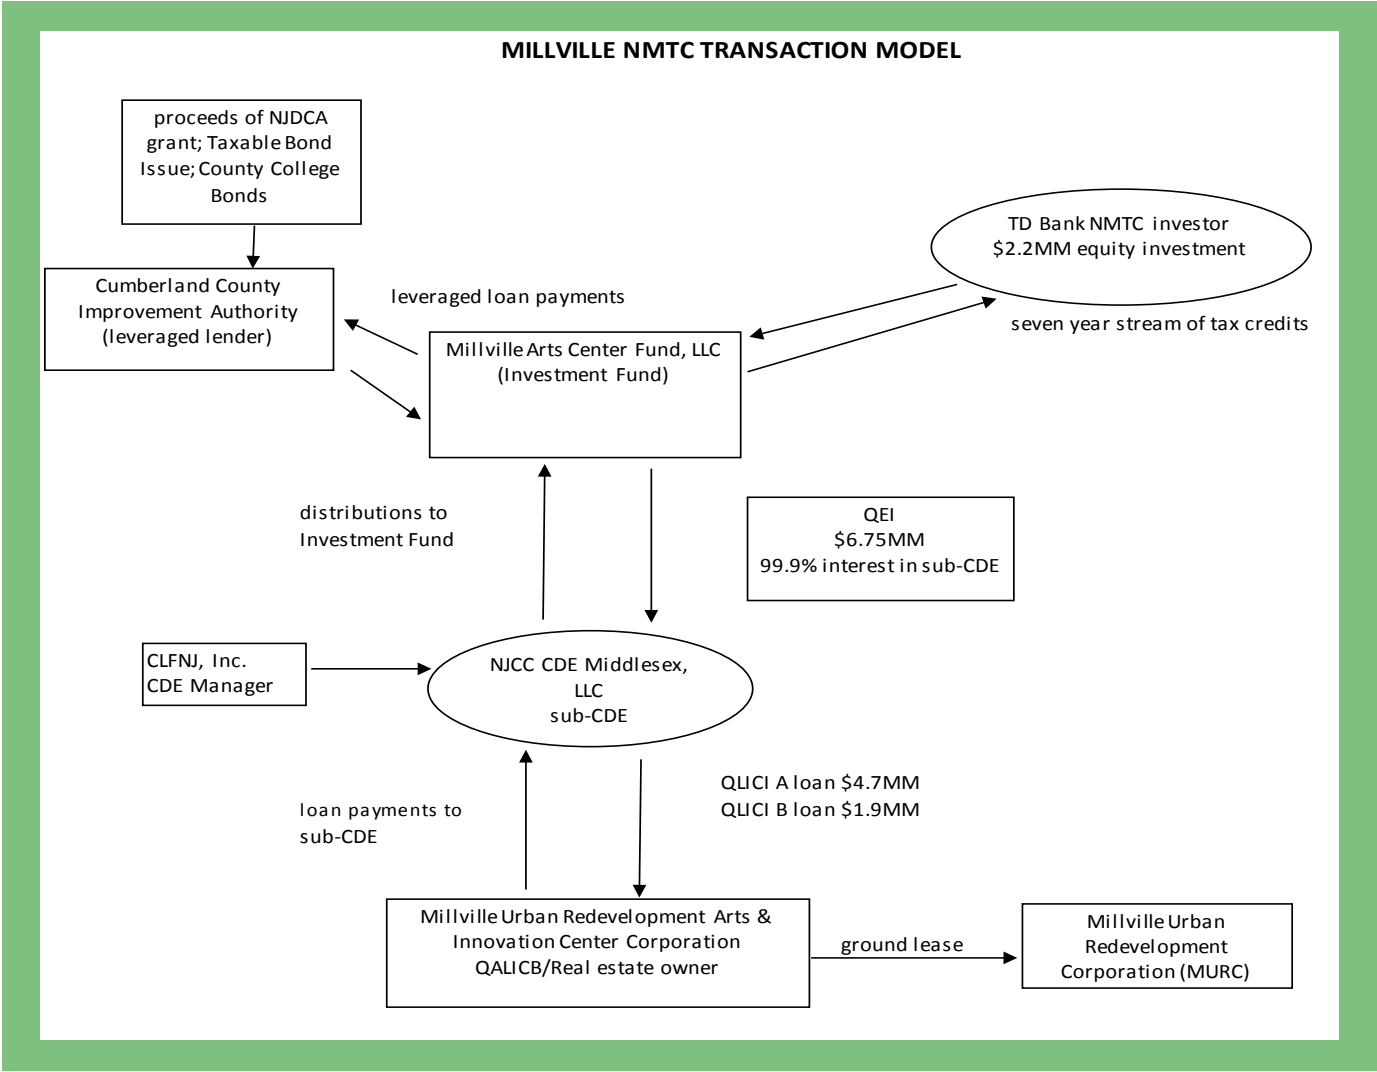 MILLVILLE NMTC TRANSACTION MODEL
proceeds of NJDCA
grant; Taxable Bond
Issue; County College
Bonds
TD Bank NMTC investor
$2.2MM equity investment
Cumberland County
Improvement Authority
(leveraged lender)
leveraged loan payments
seven year stream of tax credits
Millville Arts Center Fund, LLC
(Investment Fund)
distributions to
Investment Fund
QEI
$6.75MM
99.9% interest in sub-CDE
CLFNJ, Inc.
CDE Manager
NJCC CDE Middlesex,
LLC
sub-CDE
QLICI A loan $4.7MM
QLICI B loan $1.9MM
loan payments to
sub-CDE
Millville Urban Redevelopment Arts &
Innovation Center Corporation
QALICB/Real estate owner
ground lease
Millville Urban
Redevelopment
Corporation (MURC)